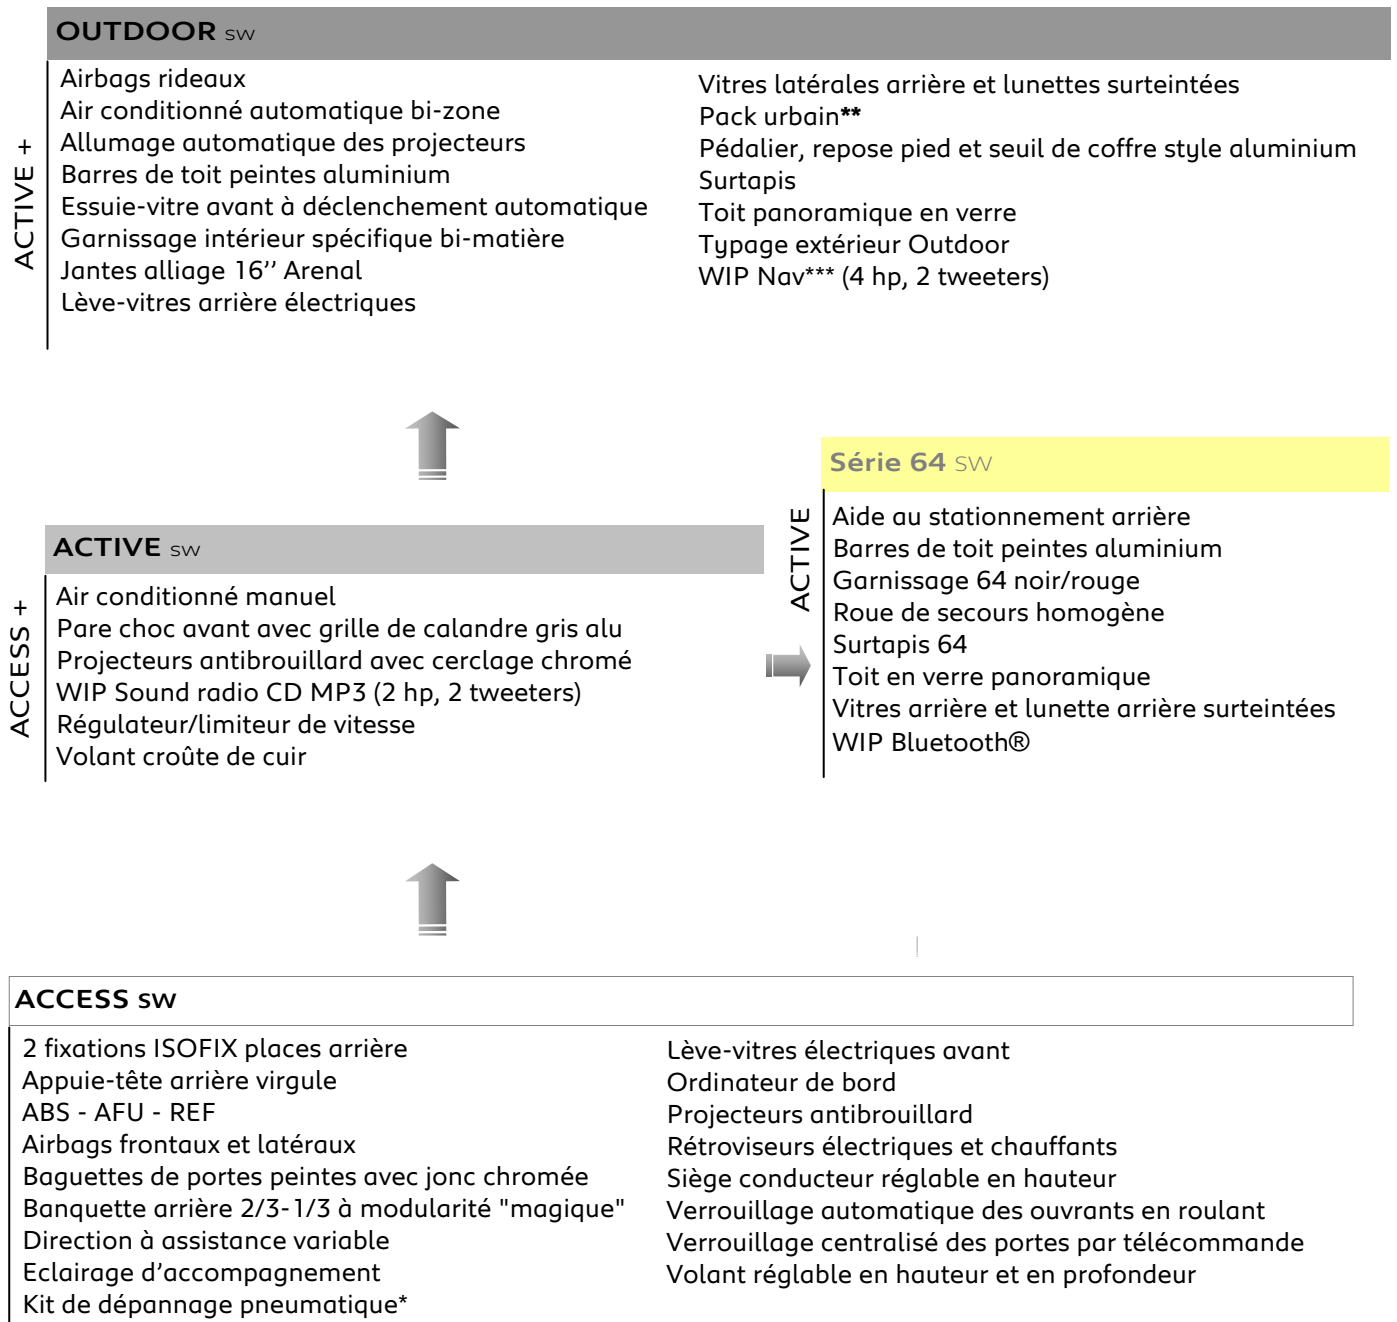 OUTDOOR SW
ACTIVE +
Airbags rideaux
Air conditionné automatique bi-zone
Allumage automatique des projecteurs
Barres de toit peintes aluminium
Essuie-vitre avant à déclenchement automatique
Garnissage intérieur spécifique bi-matière
Jantes alliage 16'' Arenal
Lève-vitres arrière électriques
Vitres latérales arrière et lunettes surteintées
Pack urbain**
Pédalier, repose pied et seuil de coffre style aluminium
Surtapis
Toit panoramique en verre
Typage extérieur Outdoor
WIP Nav*** (4 hp, 2 tweeters)
ACTIVE SW
ACCESS +
Air conditionné manuel
Pare choc avant avec grille de calandre gris alu
Projecteurs antibrouillard avec cerclage chromé
WIP Sound radio CD MP3 (2 hp, 2 tweeters)
Régulateur/limiteur de vitesse
Volant croûte de cuir
Série 64 SW
ACTIVE
Aide au stationnement arrière
Barres de toit peintes aluminium
Garnissage 64 noir/rouge
Roue de secours homogène
Surtapis 64
Toit en verre panoramique
Vitres arrière et lunette arrière surteintées
WIP Bluetooth®
ACCESS SW
2 fixations ISOFIX places arrière
Appuie-tête arrière virgule
ABS - AFU - REF
Airbags frontaux et latéraux
Baguettes de portes peintes avec jonc chromée
Banquette arrière 2/3-1/3 à modularité "magique"
Direction à assistance variable
Eclairage d'accompagnement
Kit de dépannage pneumatique*
Lève-vitres électriques avant
Ordinateur de bord
Projecteurs antibrouillard
Rétroviseurs électriques et chauffants
Siège conducteur réglable en hauteur
Verrouillage automatique des ouvrants en roulant
Verrouillage centralisé des portes par télécommande
Volant réglable en hauteur et en profondeur